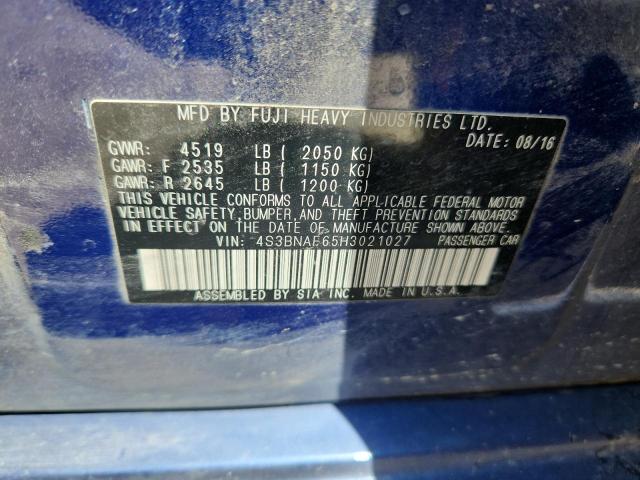 MFD BY FUJI HEAVY INDUSTRIES LTD.
DATE: 08/16
GVWR: 4519 LB ( 2050 KG)
GAWR: F 2535 LB ( 1150 KG)
GAWR: R 2645 LB ( 1200 KG)
THIS VEHICLE CONFORMS TO ALL APPLICABLE FEDERAL MOTOR
VEHICLE SAFETY, BUMPER, AND THEFT PREVENTION STANDARDS
IN EFFECT ON THE DATE OF MANUFACTURE SHOWN ABOVE.
VIN: 4S3BNAE65H3021027 PASSENGER CAR
ASSEMBLED BY SIA INC. MADE IN U.S.A.